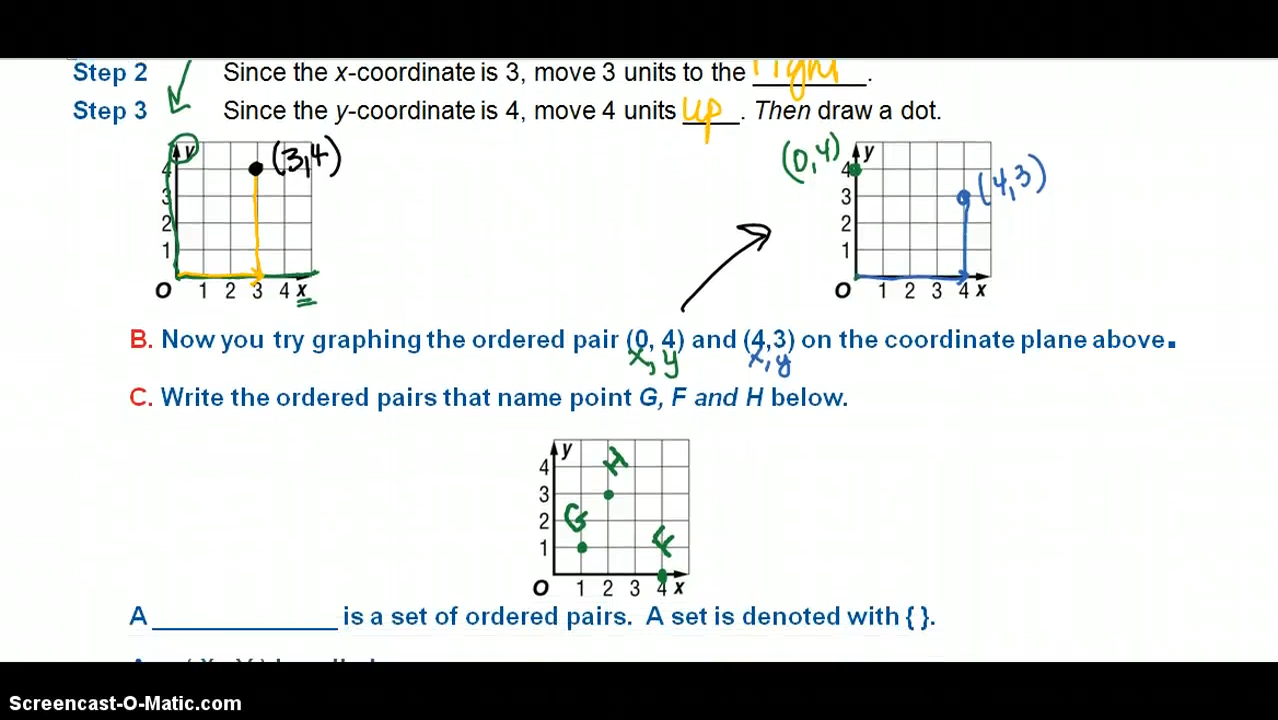 Step 2 Since the x-coordinate is 3, move 3 units to the right.
Step 3 Since the y-coordinate is 4, move 4 units up. Then draw a dot.
y (3,4) (0,4) y
4 4
3 3 (4,3)
2 2
1 1
O 1 2 3 4 x O 1 2 3 4 x
B. Now you try graphing the ordered pair (0, 4) and (4,3) on the coordinate plane above.
x, y x, y
C. Write the ordered pairs that name point G, F and H below.
y H
4
3
2 G
1 F
O 1 2 3 4 x
A _____________ is a set of ordered pairs. A set is denoted with { }.
Screencast-O-Matic.com